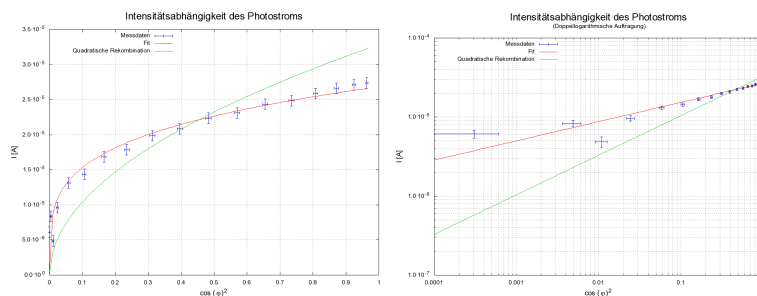 Intensitätsabhängigkeit des Photostroms
3.5·10⁻⁵
3.0·10⁻⁵
2.5·10⁻⁵
2.0·10⁻⁵
1.5·10⁻⁵
1.0·10⁻⁵
5.0·10⁻⁶
0.0·10⁰
I [A]
Messdaten
Fit
Quadratische Rekombination
0 0.1 0.2 0.3 0.4 0.5 0.6 0.7 0.8 0.9 1
cos (φ)²
Intensitätsabhängigkeit des Photostroms
(Doppellogarithmische Auftragung)
1.0·10⁻⁴
1.0·10⁻⁵
1.0·10⁻⁶
1.0·10⁻⁷
I [A]
Messdaten
Fit
Quadratische Rekombination
0.0001 0.001 0.01 0.1
cos (φ)²